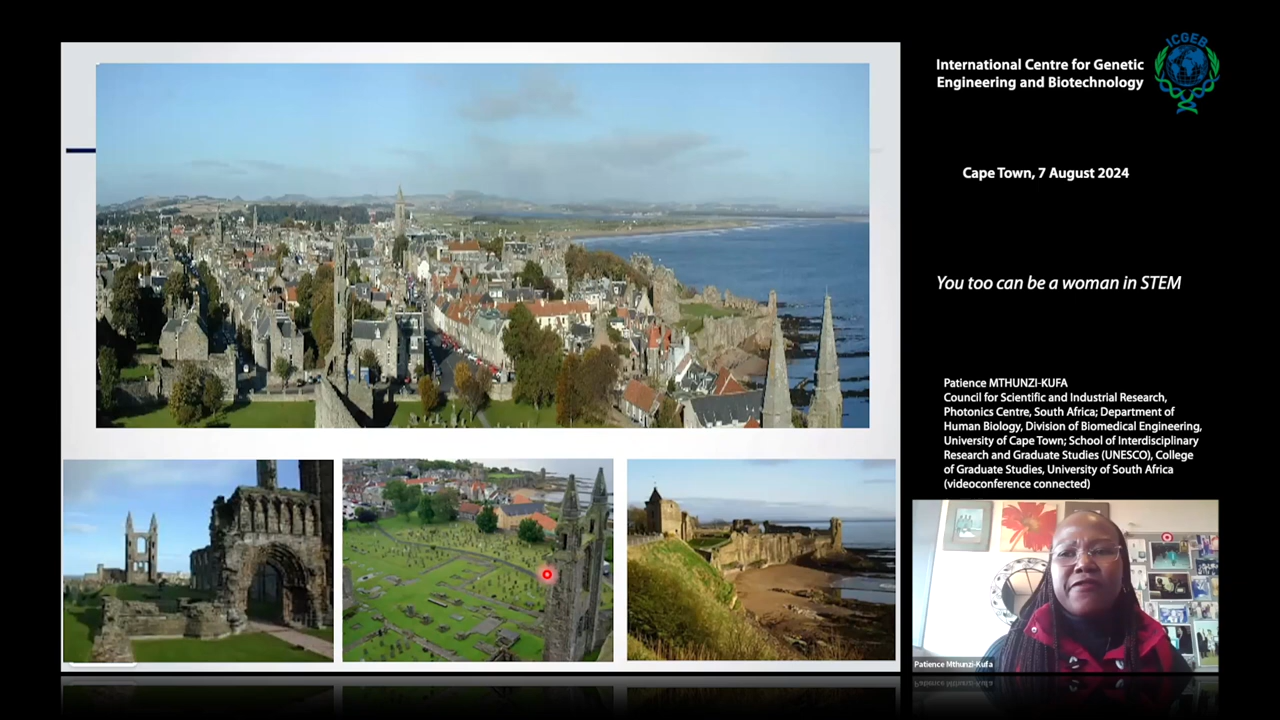 ICGEB
International Centre for Genetic
Engineering and Biotechnology
Cape Town, 7 August 2024
You too can be a woman in STEM
Patience MTHUNZI-KUFA
Council for Scientific and Industrial Research,
Photonics Centre, South Africa; Department of
Human Biology, Division of Biomedical Engineering,
University of Cape Town; School of Interdisciplinary
Research and Graduate Studies (UNESCO), College
of Graduate Studies, University of South Africa
(videoconference connected)
Patience Mthunzi-Kufa